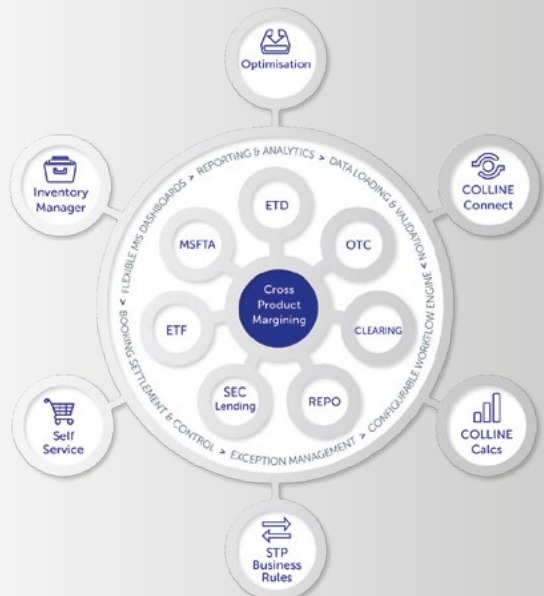 Optimisation
Inventory
Manager
COLLINE
Connect
FLEXIBLE MIS DASHBOARDS > REPORTING & ANALYTICS > DATA LOADING & VALIDATION > CONFIGURABLE WORKFLOW ENGINE > EXCEPTION MANAGEMENT > BOOKING SETTLEMENT & CONTROL >
ETD
MSFTA
OTC
Cross
Product
Margining
ETF
CLEARING
SEC
Lending
REPO
Self
Service
COLLINE
Calcs
STP
Business
Rules